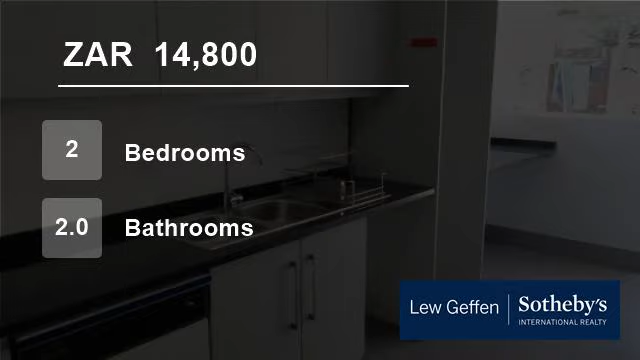 ZAR 14,800
2 Bedrooms
2.0 Bathrooms
Lew Geffen Sotheby's
INTERNATIONAL REALTY